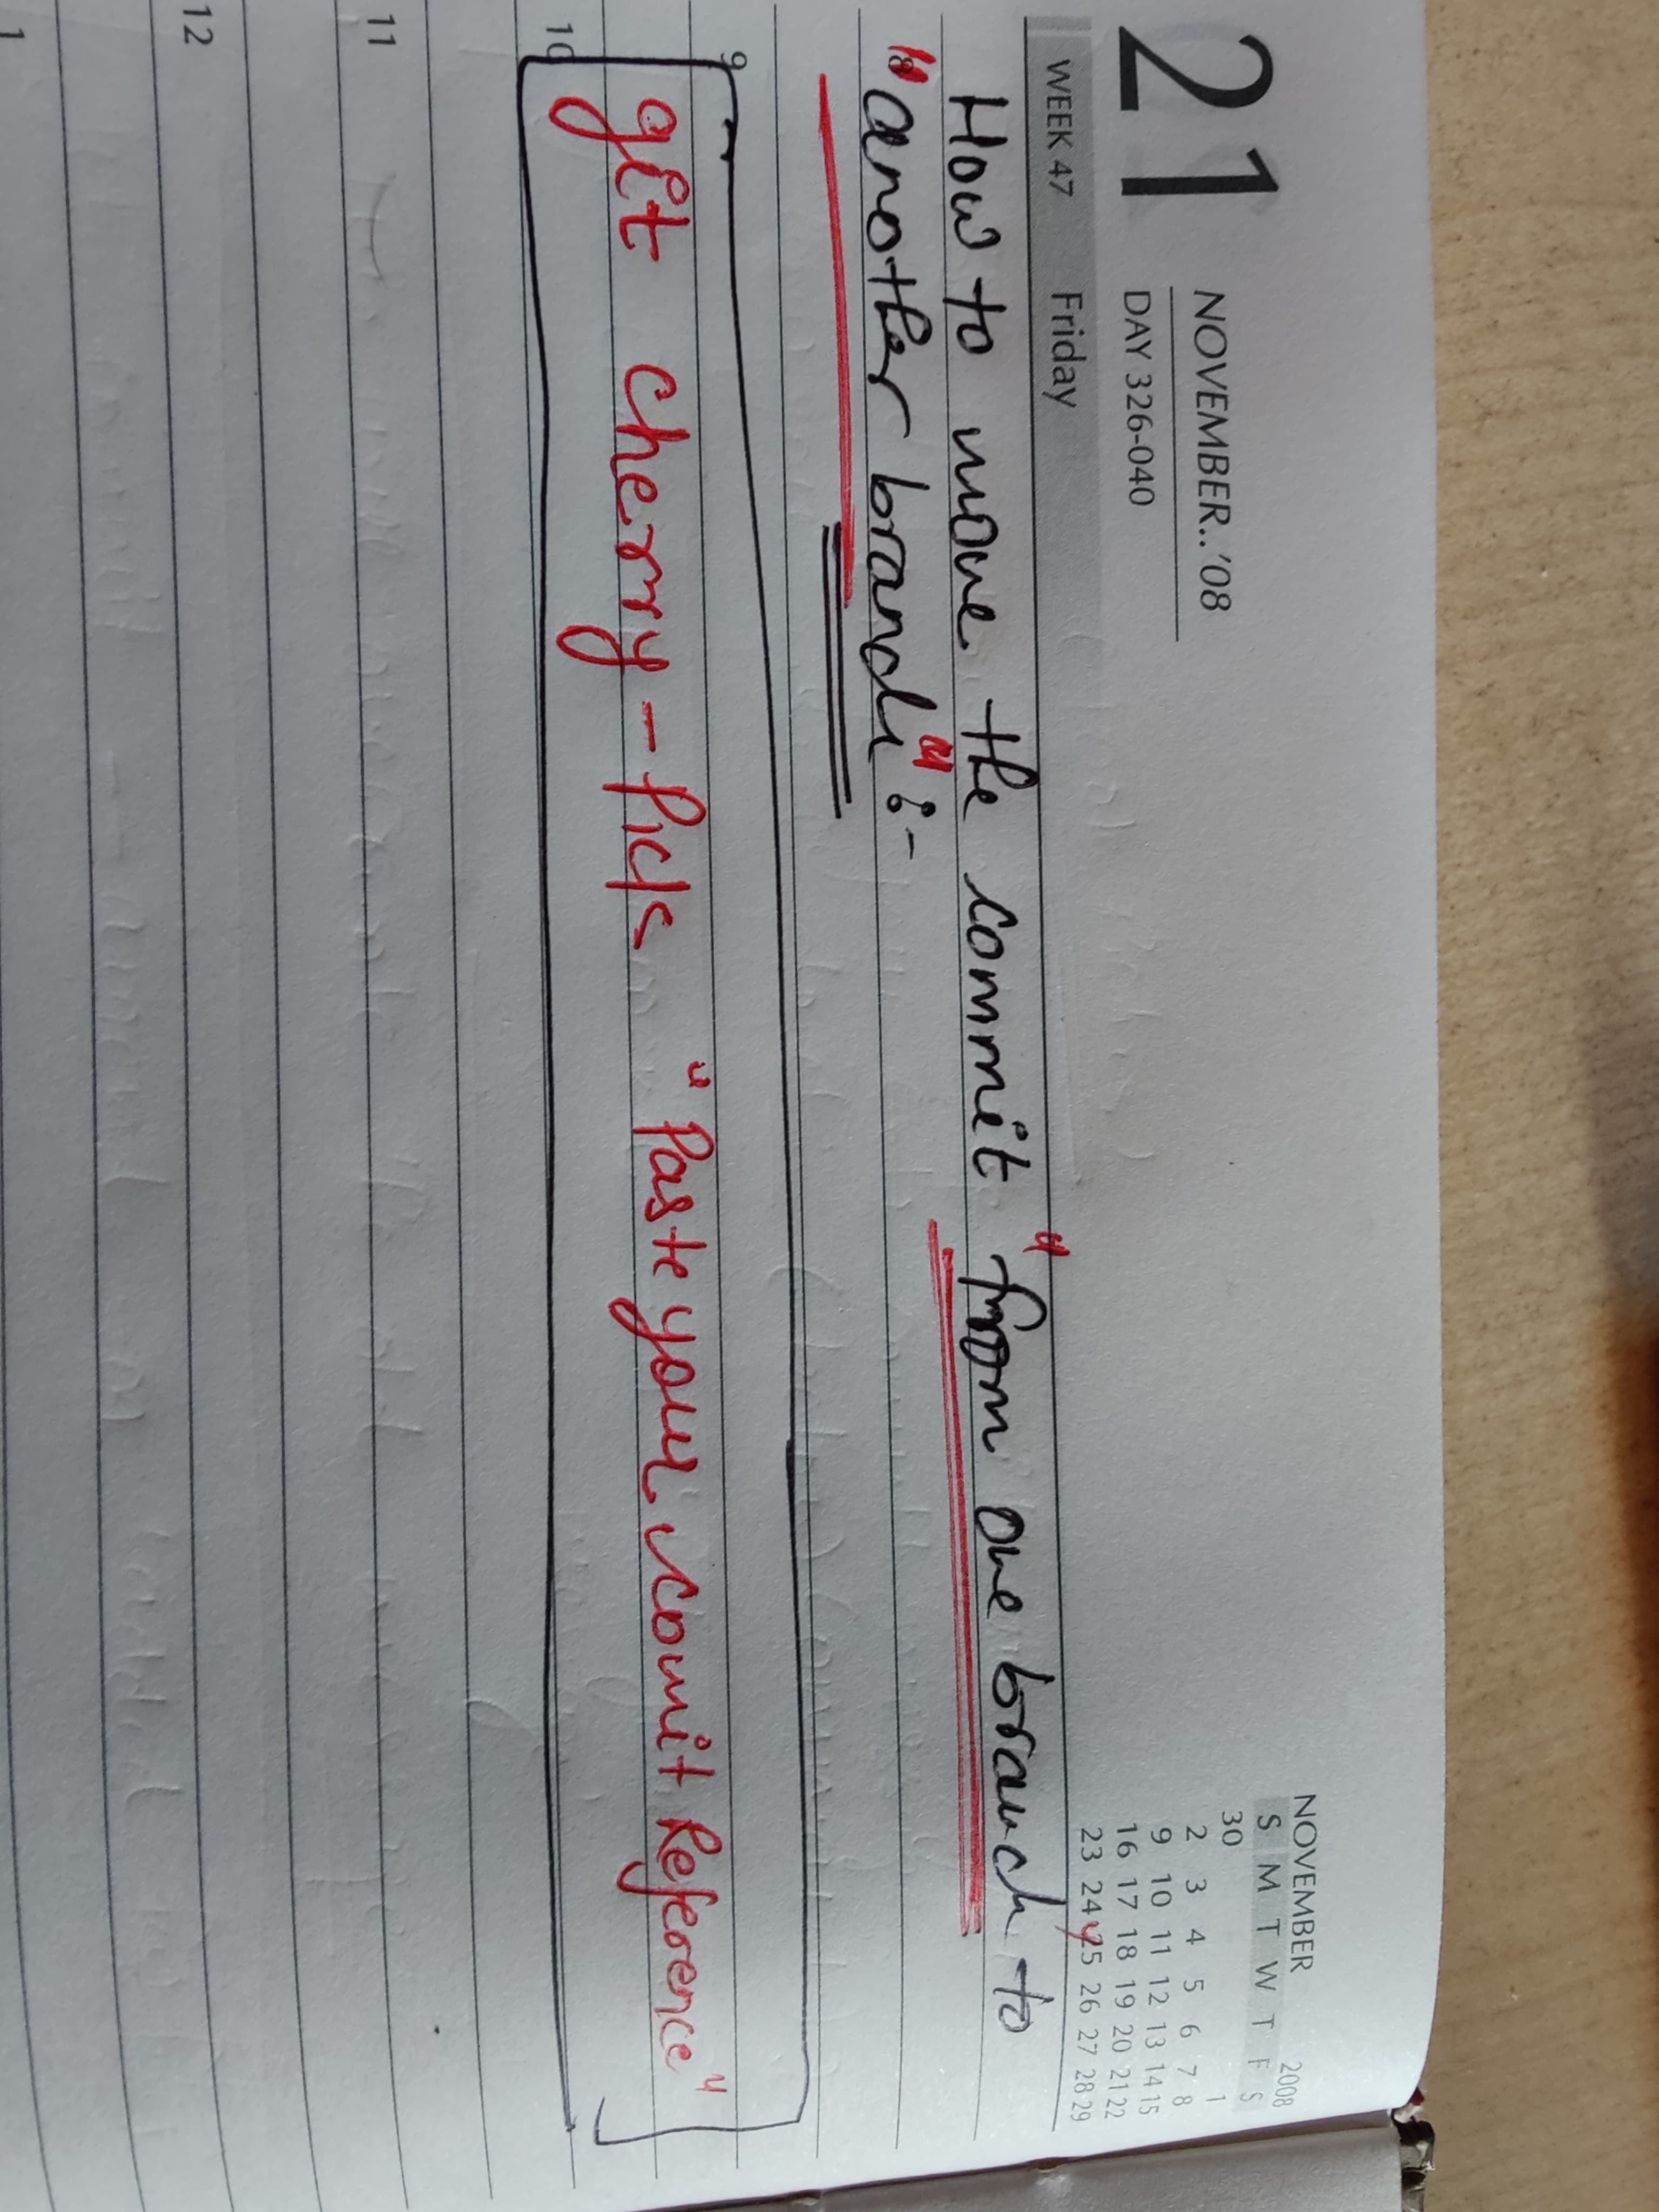 21
NOVEMBER..'08
DAY 326-040
WEEK 47 Friday
NOVEMBER 2008
S M T W T F S
30 1
2 3 4 5 6 7 8
9 10 11 12 13 14 15
16 17 18 19 20 21 22
23 24 25 26 27 28 29
How to move the commit "from one branch to
"another branch" :-
9
git cherry-pick "Paste your commit Reference"
10
11
12
1